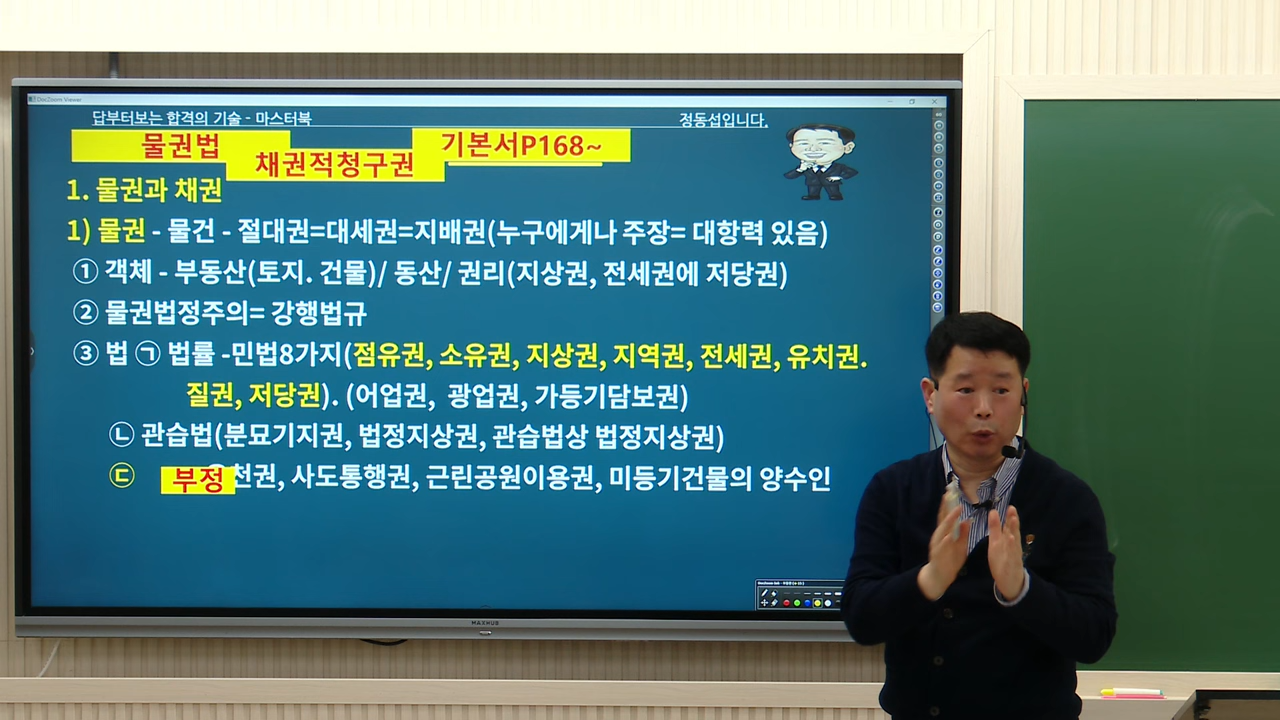 DocZoom Viewer
답부터보는 합격의 기술 - 마스터북
정동섭입니다.
물권법
채권적청구권
기본서P168~
1. 물권과 채권
1) 물권 - 물건 - 절대권=대세권=지배권(누구에게나 주장= 대항력 있음)
① 객체 - 부동산(토지. 건물)/ 동산/ 권리(지상권, 전세권에 저당권)
② 물권법정주의= 강행법규
③ 법 ㉠ 법률 -민법8가지(점유권, 소유권, 지상권, 지역권, 전세권, 유치권.
질권, 저당권). (어업권, 광업권, 가등기담보권)
㉡ 관습법(분묘기지권, 법정지상권, 관습법상 법정지상권)
㉢ 부정 천권, 사도통행권, 근린공원이용권, 미등기건물의 양수인
MAXHUB